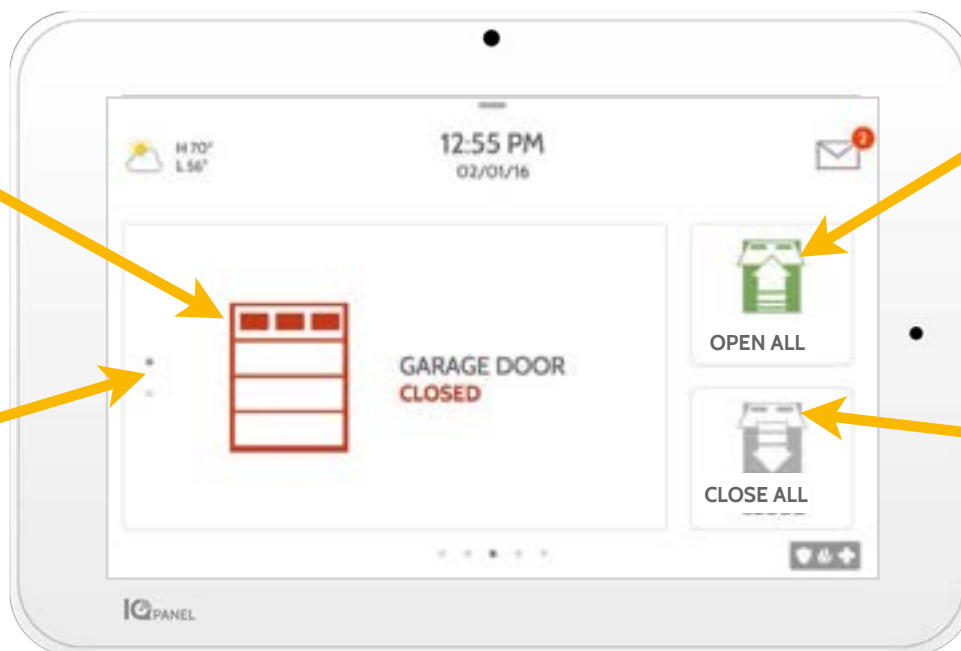 H 70°
L 56°
12:55 PM
02/01/16
2
GARAGE DOOR
CLOSED
OPEN ALL
CLOSE ALL
IQ PANEL